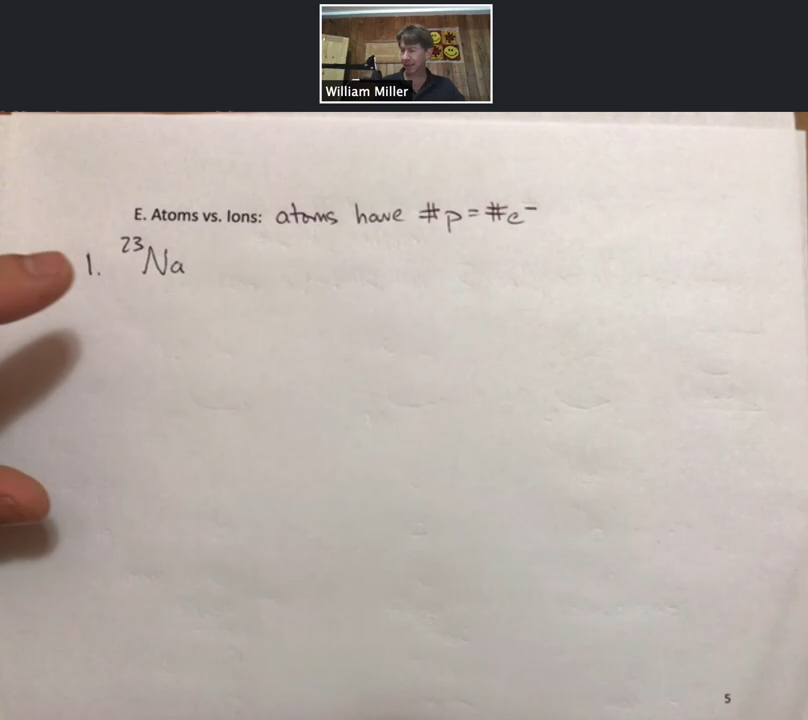 William Miller
E. Atoms vs. Ions: atoms have #p = #e⁻
1. ²³Na
5